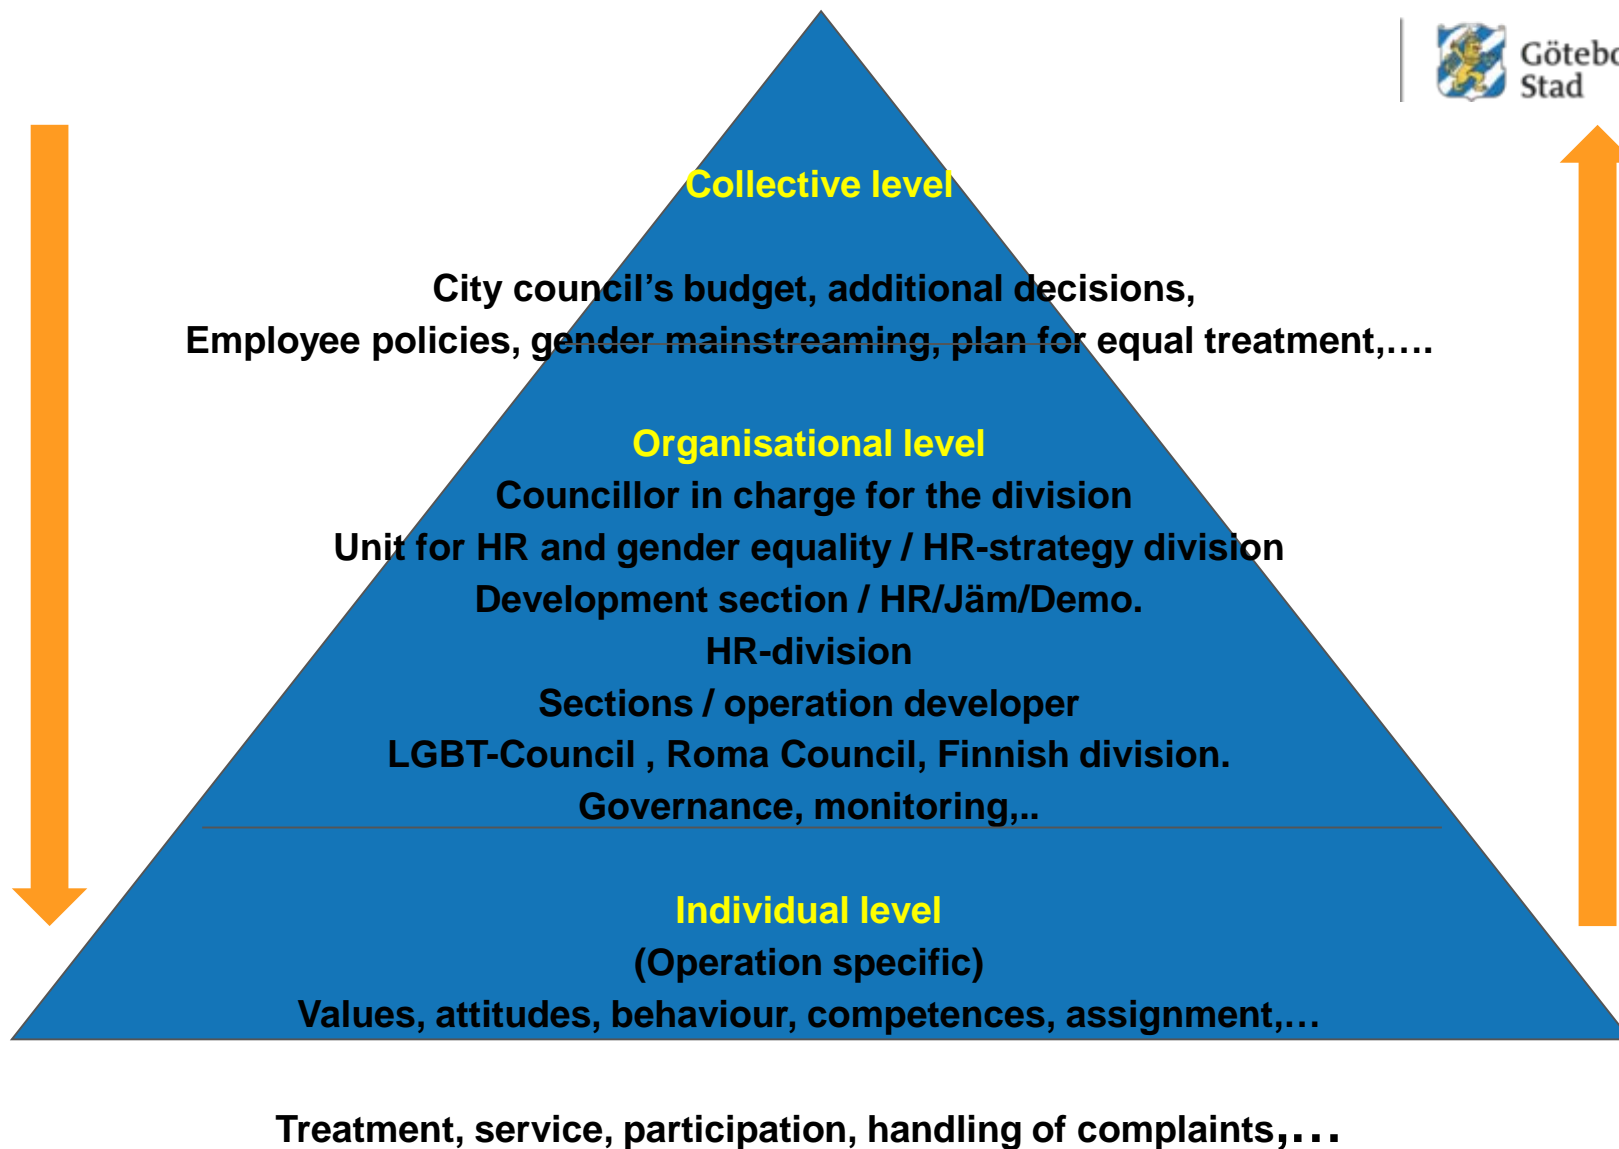 Stad
Collective level
City council’s budget, additional decisions,
Employee policies, gender mainstreaming, plan for equal treatment,….
Organisational level
Councillor in charge for the division
Unit for HR and gender equality / HR-strategy division
Development section / HR/Jäm/Demo.
HR-division
Sections / operation developer
LGBT-Council , Roma Council, Finnish division.
Governance, monitoring,..
Individual level
(Operation specific)
Values, attitudes, behaviour, competences, assignment,…
Treatment, service, participation, handling of complaints,…